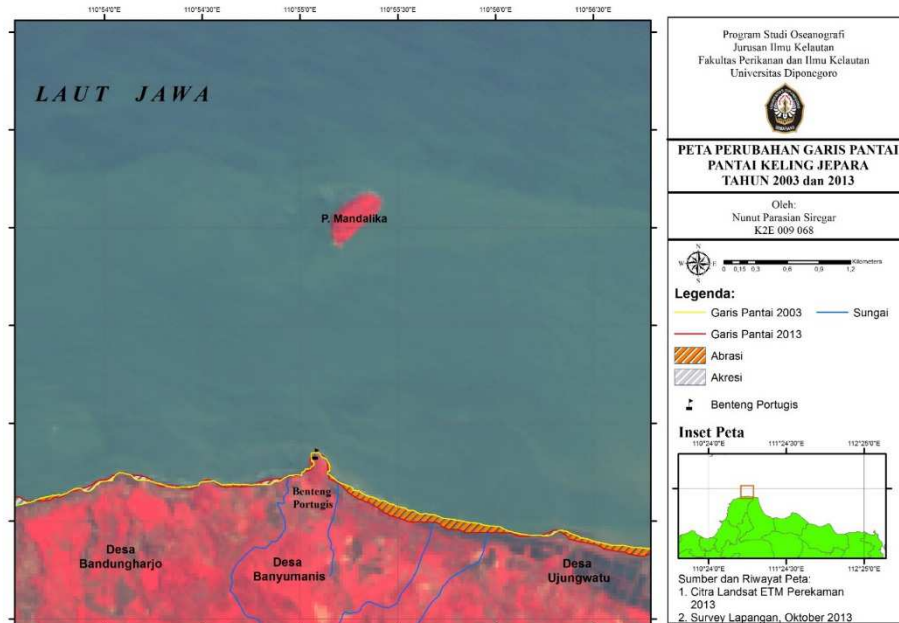 110°54'0"E 110°54'30"E 110°55'0"E 110°55'30"E 110°56'0"E 110°56'30"E
LAUT JAWA
P. Mandalika
Benteng
Portugis
Desa
Bandungharjo
Desa
Banyumanis
Desa
Ujungwatu
Program Studi Oseanografi
Jurusan Ilmu Kelautan
Fakultas Perikanan dan Ilmu Kelautan
Universitas Diponegoro
PETA PERUBAHAN GARIS PANTAI
PANTAI KELING JEPARA
TAHUN 2003 dan 2013
Oleh:
Nunut Parasian Siregar
K2E 009 068
N
W E
S
0 0,15 0,3 0,6 0,9 1,2
Kilometers
Legenda:
Garis Pantai 2003 Sungai
Garis Pantai 2013
Abrasi
Akresi
Benteng Portugis
Inset Peta
110°24'0"E 111°24'30"E 112°25'0"E
110°24'0"E 111°24'30"E 112°25'0"E
Sumber dan Riwayat Peta:
1. Citra Landsat ETM Perekaman
2013
2. Survey Lapangan, Oktober 2013